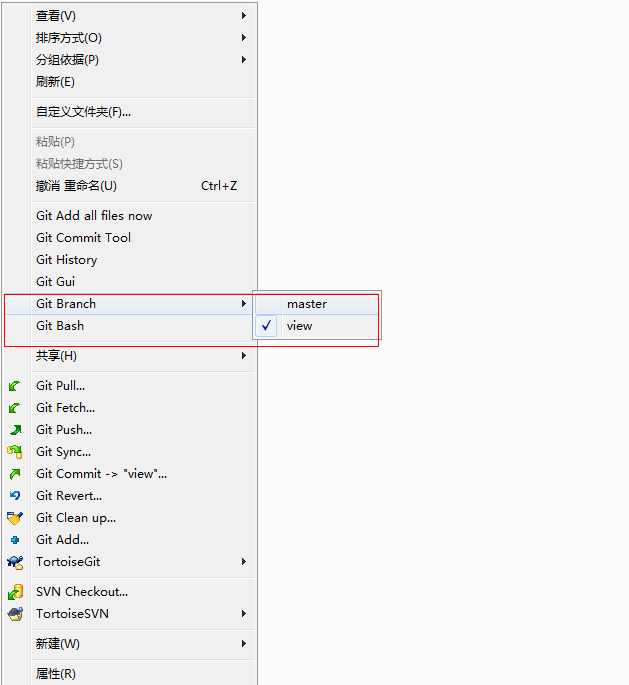 查看(V)
排序方式(O)
分组依据(P)
刷新(E)
自定义文件夹(F)...
粘贴(P)
粘贴快捷方式(S)
撤消 重命名(U) Ctrl+Z
Git Add all files now
Git Commit Tool
Git History
Git Gui
Git Branch master
Git Bash view
共享(H)
Git Pull...
Git Fetch...
Git Push...
Git Sync...
Git Commit -> "view"...
Git Revert...
Git Clean up...
Git Add...
TortoiseGit
SVN Checkout...
TortoiseSVN
新建(W)
属性(R)